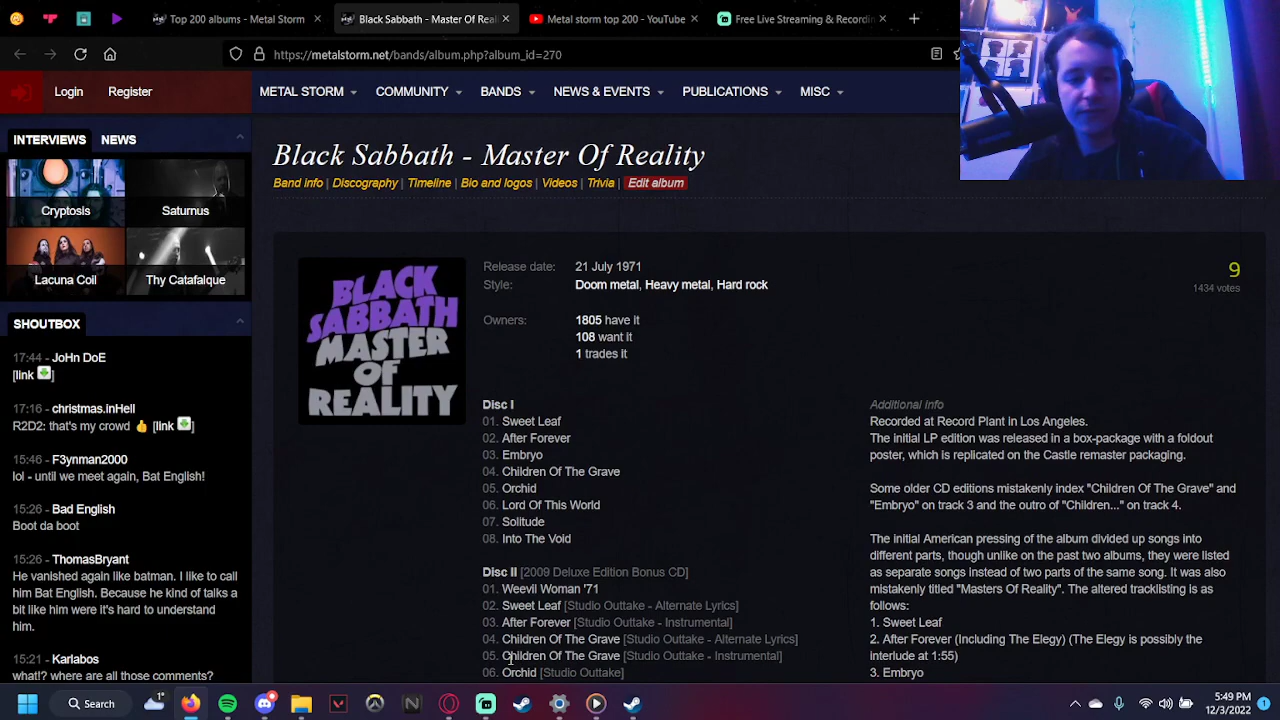 Top 200 albums - Metal Storm
Black Sabbath - Master Of Real
Metal storm top 200 - YouTube
Free Live Streaming & Recordin
https://metalstorm.net/bands/album.php?album_id=270
Login
Register
METAL STORM
COMMUNITY
BANDS
NEWS & EVENTS
PUBLICATIONS
MISC
INTERVIEWS
NEWS
Cryptosis
Saturnus
Lacuna Coil
Thy Catafalque
SHOUTBOX
17:44 - JoHn DoE
[link ]
17:16 - christmas.inHell
R2D2: that's my crowd 👍 [link ]
15:46 - F3ynman2000
lol - until we meet again, Bat English!
15:26 - Bad English
Boot da boot
15:26 - ThomasBryant
He vanished again like batman. I like to call
him Bat English. Because he kind of talks a
bit like him were it's hard to understand
him.
15:21 - Karlabos
what!? where are all those comments?
Black Sabbath - Master Of Reality
Band info | Discography | Timeline | Bio and logos | Videos | Trivia | Edit album
BLACK
SABBATH
MASTER
OF
REALITY
Release date: 21 July 1971
Style: Doom metal, Heavy metal, Hard rock
Owners: 1805 have it
108 want it
1 trades it
9
1434 votes
Disc I
01. Sweet Leaf
02. After Forever
03. Embryo
04. Children Of The Grave
05. Orchid
06. Lord Of This World
07. Solitude
08. Into The Void
Disc II [2009 Deluxe Edition Bonus CD]
01. Weevil Woman '71
02. Sweet Leaf [Studio Outtake - Alternate Lyrics]
03. After Forever [Studio Outtake - Instrumental]
04. Children Of The Grave [Studio Outtake - Alternate Lyrics]
05. Children Of The Grave [Studio Outtake - Instrumental]
06. Orchid [Studio Outtake]
Additional info
Recorded at Record Plant in Los Angeles.
The initial LP edition was released in a box-package with a foldout
poster, which is replicated on the Castle remaster packaging.
Some older CD editions mistakenly index "Children Of The Grave" and
"Embryo" on track 3 and the outro of "Children..." on track 4.
The initial American pressing of the album divided up songs into
different parts, though unlike on the past two albums, they were listed
as separate songs instead of two parts of the same song. It was also
mistakenly titled "Masters Of Reality". The altered tracklisting is as
follows:
1. Sweet Leaf
2. After Forever (Including The Elegy) (The Elegy is possibly the
interlude at 1:55)
3. Embryo
Search
5:49 PM
12/3/2022